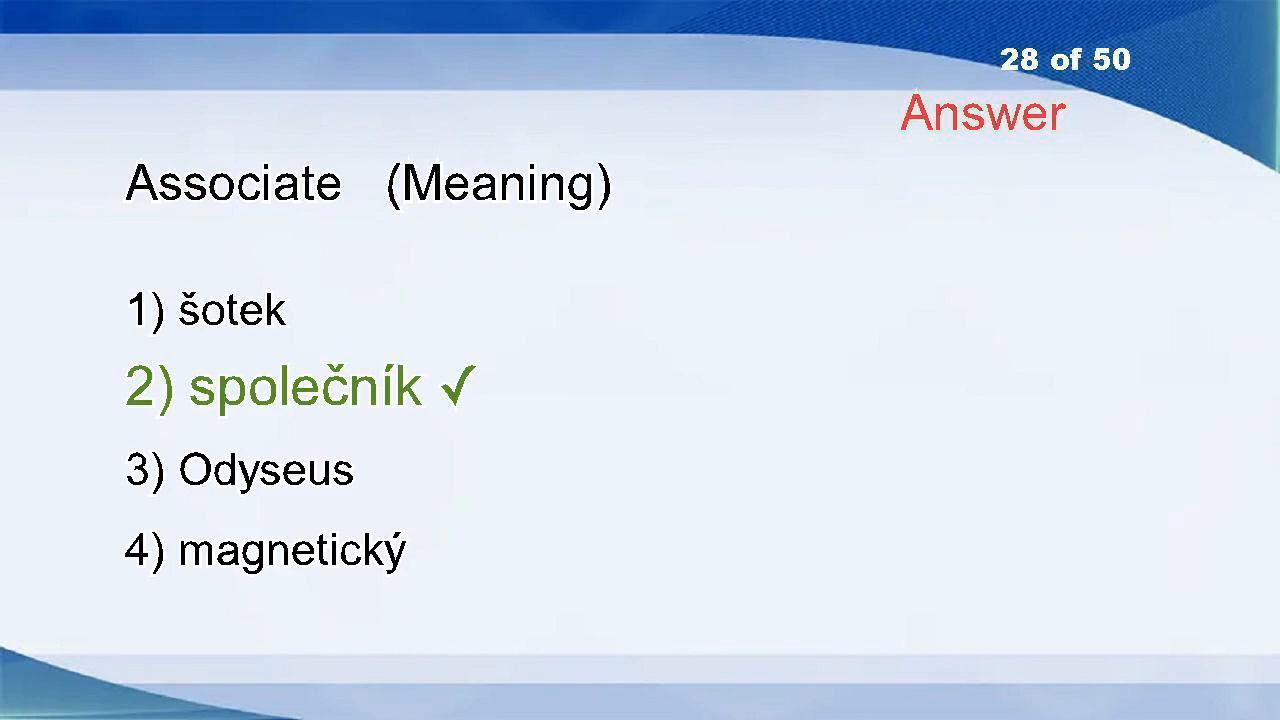 28 of 50
Answer
Associate (Meaning)
1) šotek
2) společník ✓
3) Odyseus
4) magnetický